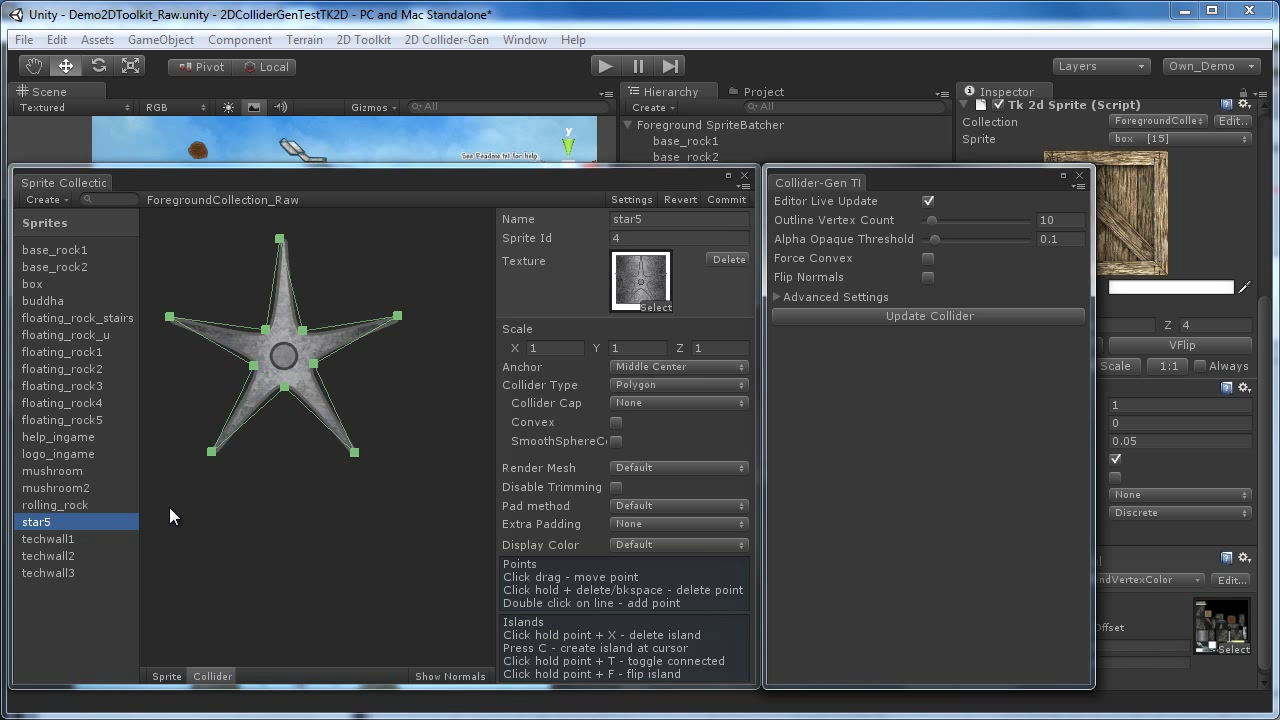 Unity - Demo2DToolkit_Raw.unity - 2DColliderGenTestTK2D - PC and Mac Standalone*
File Edit Assets GameObject Component Terrain 2D Toolkit 2D Collider-Gen Window Help
Pivot Local Layers Own_Demo
Scene
Textured RGB Gizmos All
See Readme.txt for help
y
Hierarchy Project
Create All
Foreground SpriteBatcher
base_rock1
base_rock2
Inspector
Tk 2d Sprite (Script)
Collection ForegroundColle Edit..
Sprite box [15]
Sprite Collectic
Create ForegroundCollection_Raw Settings Revert Commit
Sprites
base_rock1
base_rock2
box
buddha
floating_rock_stairs
floating_rock_u
floating_rock1
floating_rock2
floating_rock3
floating_rock4
floating_rock5
help_ingame
logo_ingame
mushroom
mushroom2
rolling_rock
star5
techwall1
techwall2
techwall3
Sprite Collider Show Normals
Name star5
Sprite Id 4
Texture Delete
Select
Scale
X 1 Y 1 Z 1
Anchor Middle Center
Collider Type Polygon
Collider Cap None
Convex
SmoothSphereCo
Render Mesh Default
Disable Trimming
Pad method Default
Extra Padding None
Display Color Default
Points
Click drag - move point
Click hold + delete/bkspace - delete point
Double click on line - add point
Islands
Click hold point + X - delete island
Press C - create island at cursor
Click hold point + T - toggle connected
Click hold point + F - flip island
Collider-Gen TI
Editor Live Update
Outline Vertex Count 10
Alpha Opaque Threshold 0.1
Force Convex
Flip Normals
Advanced Settings
Update Collider
Z 4
VFlip
Scale 1:1 Always
1
0
0.05
None
Discrete
ndVertexColor Edit...
Offset
Select